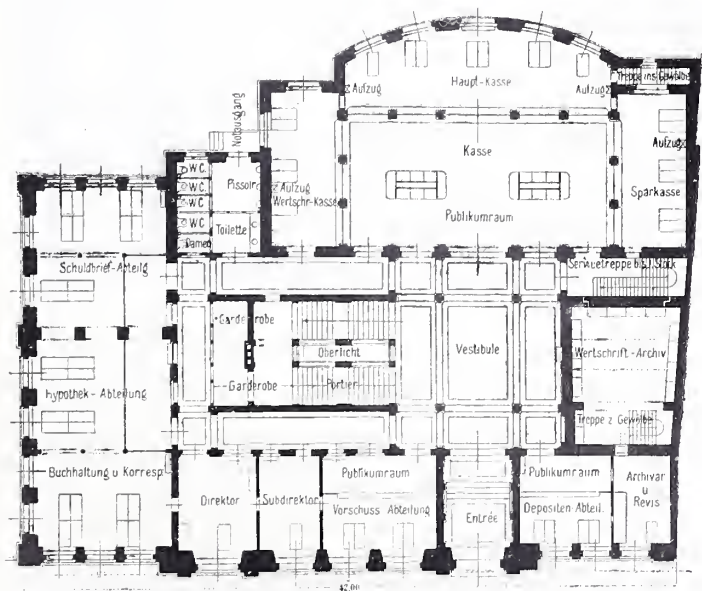 Treppe ins Gewölbe
Haupt-Kasse
Aufzug
Aufzug
Notausgang
Kasse
Aufzug
W.C.
W.C.
W.C.
W.C.
Damen
Pissoir
Toilette
Aufzug
Wertschr-Kasse
Publikumraum
Sparkasse
Schuldbrief-Abteilg
Servicetreppe bis I. Stock
Garderobe
Oberlicht
Vestibule
Wertschrift-Archiv
Garderobe
Portier
Hypothek-Abteilung
Treppe z. Gewölbe
Buchhaltung u. Korresp.
Direktor
Subdirektor
Publikumraum
Vorschuss Abteilung
Entrée
Publikumraum
Depositen-Abteil.
Archivar
u.
Revis.
42.00